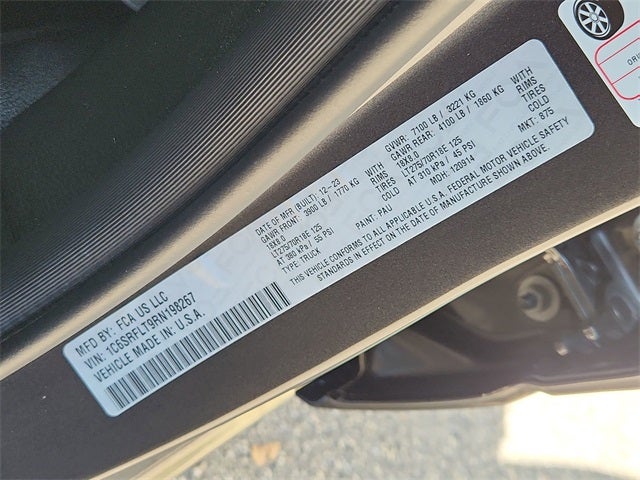 MFD BY: FCA US LLC
VIN: 1C6SRFLT9RN198267
VEHICLE MADE IN: U.S.A.
DATE OF MFR (BUILT): 12-23
GAWR FRONT: 3900 LB / 1770 KG WITH
18X8.0 RIMS
LT275/70R18E 125 TIRES
AT 380 kPa / 55 PSI COLD
TYPE: TRUCK PAINT: PAU
GVWR: 7100 LB / 3221 KG
GAWR REAR: 4100 LB / 1860 KG WITH
18X8.0 RIMS
LT275/70R18E 125 TIRES
AT 310 kPa / 45 PSI COLD
MDH: 120914 MKT: 875
THIS VEHICLE CONFORMS TO ALL APPLICABLE U.S.A. FEDERAL MOTOR VEHICLE SAFETY
STANDARDS IN EFFECT ON THE DATE OF MANUFACTURE SHOWN ABOVE.